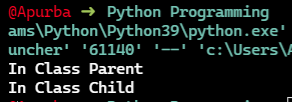 @Apurba → Python Programming
ams\Python\Python39\python.exe'
uncher' '61140' '--' 'c:\Users\A
In Class Parent
In Class Child